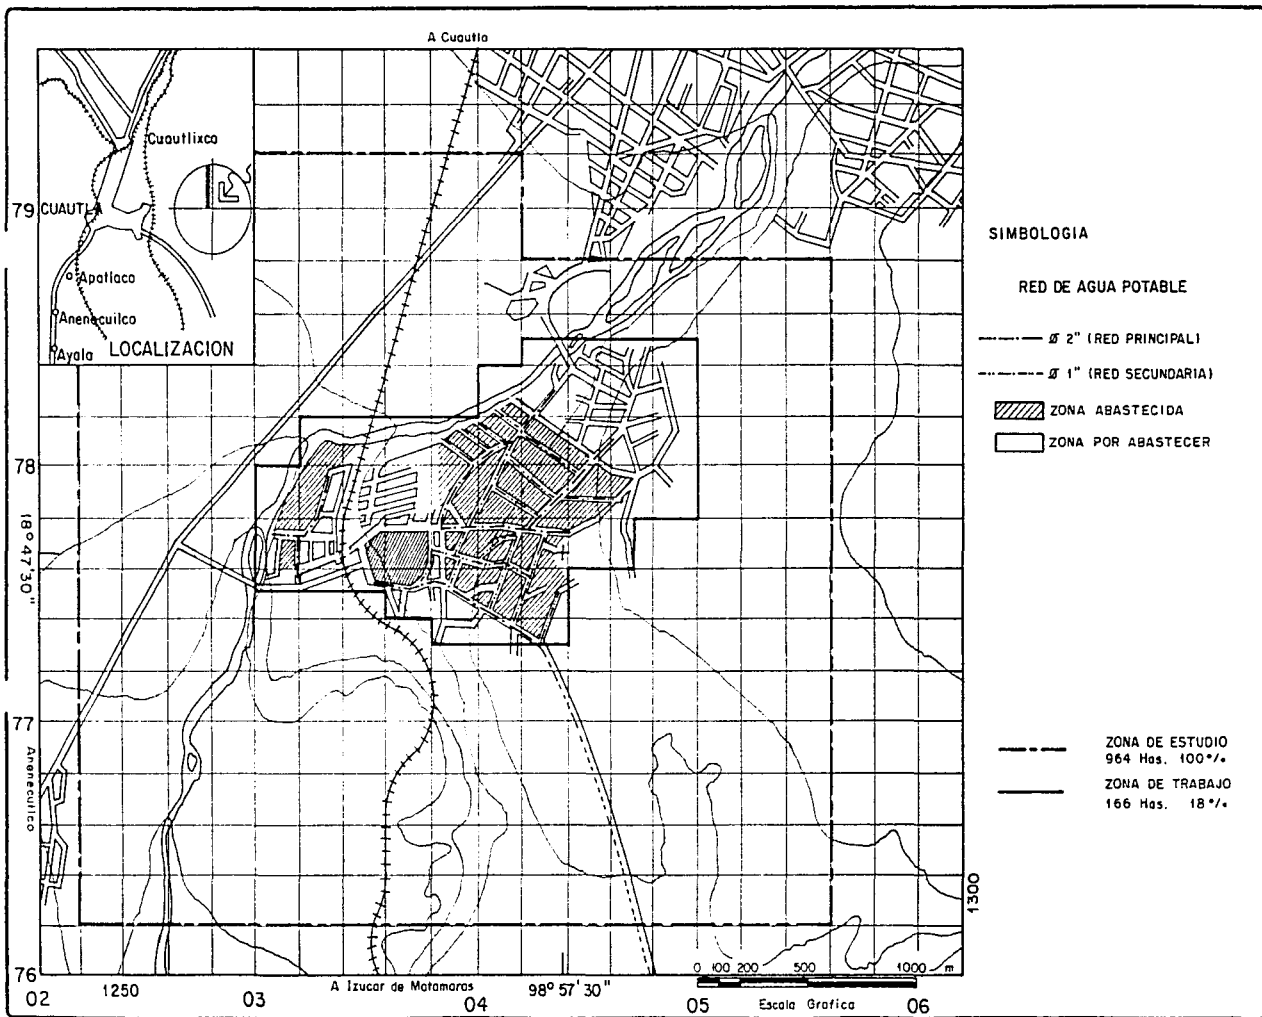 A Cuautla
Cuautlixco
CUAUTLA
Apatlaco
Anenecuilco
Ayala
LOCALIZACION
79
78
18° 47' 30"
77
Anenecuilco
76
02
1250
03
A Izucar de Matamaros
04
98° 57' 30"
05
06
1300
0 100 200 500 1000 m
Escala Grafica
SIMBOLOGIA
RED DE AGUA POTABLE
Ø 2" (RED PRINCIPAL)
Ø 1" (RED SECUNDARIA)
ZONA ABASTECIDA
ZONA POR ABASTECER
ZONA DE ESTUDIO
964 Has. 100%
ZONA DE TRABAJO
166 Has. 18%